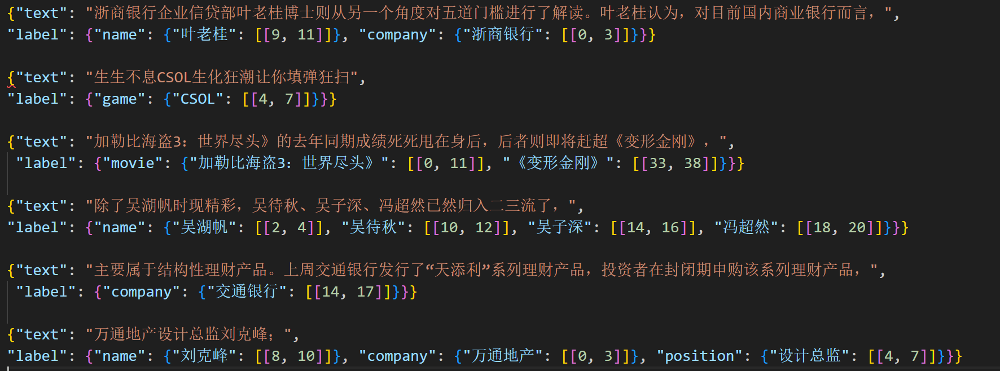 {"text": "浙商银行企业信贷部叶老桂博士则从另一个角度对五道门槛进行了解读。叶老桂认为，对目前国内商业银行而言，",
"label": {"name": {"叶老桂": [[9, 11]]}, "company": {"浙商银行": [[0, 3]]}}}
{"text": "生生不息CSOL生化狂潮让你填弹狂扫",
"label": {"game": {"CSOL": [[4, 7]]}}}
{"text": "加勒比海盗3：世界尽头》的去年同期成绩死死甩在身后，后者则即将赶超《变形金刚》，",
"label": {"movie": {"加勒比海盗3：世界尽头》": [[0, 11]], "《变形金刚》": [[33, 38]]}}}
{"text": "除了吴湖帆时现精彩，吴待秋、吴子深、冯超然已然归入二三流了，",
"label": {"name": {"吴湖帆": [[2, 4]], "吴待秋": [[10, 12]], "吴子深": [[14, 16]], "冯超然": [[18, 20]]}}}
{"text": "主要属于结构性理财产品。上周交通银行发行了“天添利”系列理财产品，投资者在封闭期申购该系列理财产品，",
"label": {"company": {"交通银行": [[14, 17]]}}}
{"text": "万通地产设计总监刘克峰；",
"label": {"name": {"刘克峰": [[8, 10]]}, "company": {"万通地产": [[0, 3]]}, "position": {"设计总监": [[4, 7]]}}}